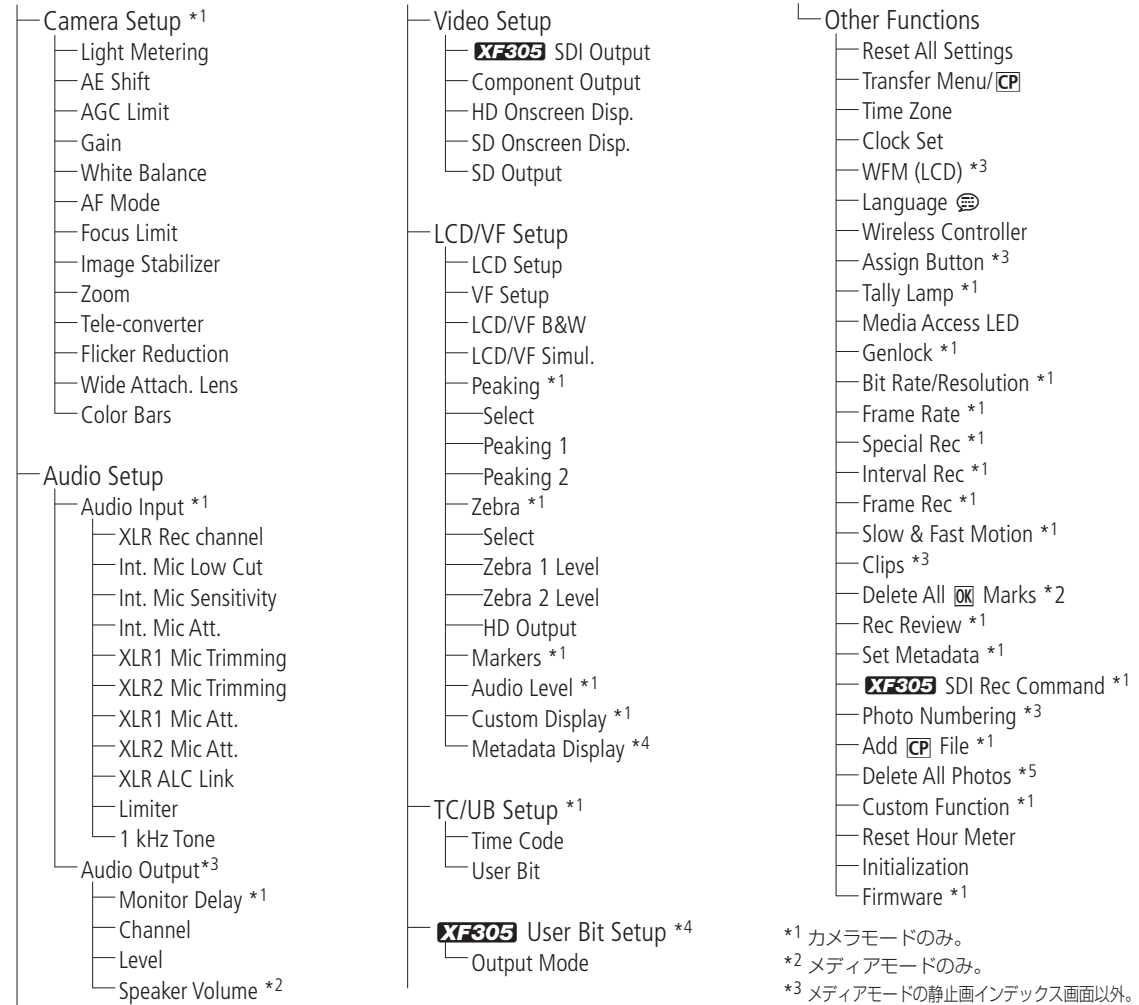 Camera Setup *1
Light Metering
AE Shift
AGC Limit
Gain
White Balance
AF Mode
Focus Limit
Image Stabilizer
Zoom
Tele-converter
Flicker Reduction
Wide Attach. Lens
Color Bars
Audio Setup
Audio Input *1
XLR Rec channel
Int. Mic Low Cut
Int. Mic Sensitivity
Int. Mic Att.
XLR1 Mic Trimming
XLR2 Mic Trimming
XLR1 Mic Att.
XLR2 Mic Att.
XLR ALC Link
Limiter
1 kHz Tone
Audio Output*3
Monitor Delay *1
Channel
Level
Speaker Volume *2
Video Setup
XF305 SDI Output
Component Output
HD Onscreen Disp.
SD Onscreen Disp.
SD Output
LCD/VF Setup
LCD Setup
VF Setup
LCD/VF B&W
LCD/VF Simul.
Peaking *1
Select
Peaking 1
Peaking 2
Zebra *1
Select
Zebra 1 Level
Zebra 2 Level
HD Output
Markers *1
Audio Level *1
Custom Display *1
Metadata Display *4
TC/UB Setup *1
Time Code
User Bit
XF305 User Bit Setup *4
Output Mode
Other Functions
Reset All Settings
Transfer Menu/CP
Time Zone
Clock Set
WFM (LCD) *3
Language
Wireless Controller
Assign Button *3
Tally Lamp *1
Media Access LED
Genlock *1
Bit Rate/Resolution *1
Frame Rate *1
Special Rec *1
Interval Rec *1
Frame Rec *1
Slow & Fast Motion *1
Clips *3
Delete All OK Marks *2
Rec Review *1
Set Metadata *1
XF305 SDI Rec Command *1
Photo Numbering *3
Add CP File *1
Delete All Photos *5
Custom Function *1
Reset Hour Meter
Initialization
Firmware *1
*1 カメラモードのみ。
*2 メディアモードのみ。
*3 メディアモードの静止画インデックス画面以外。